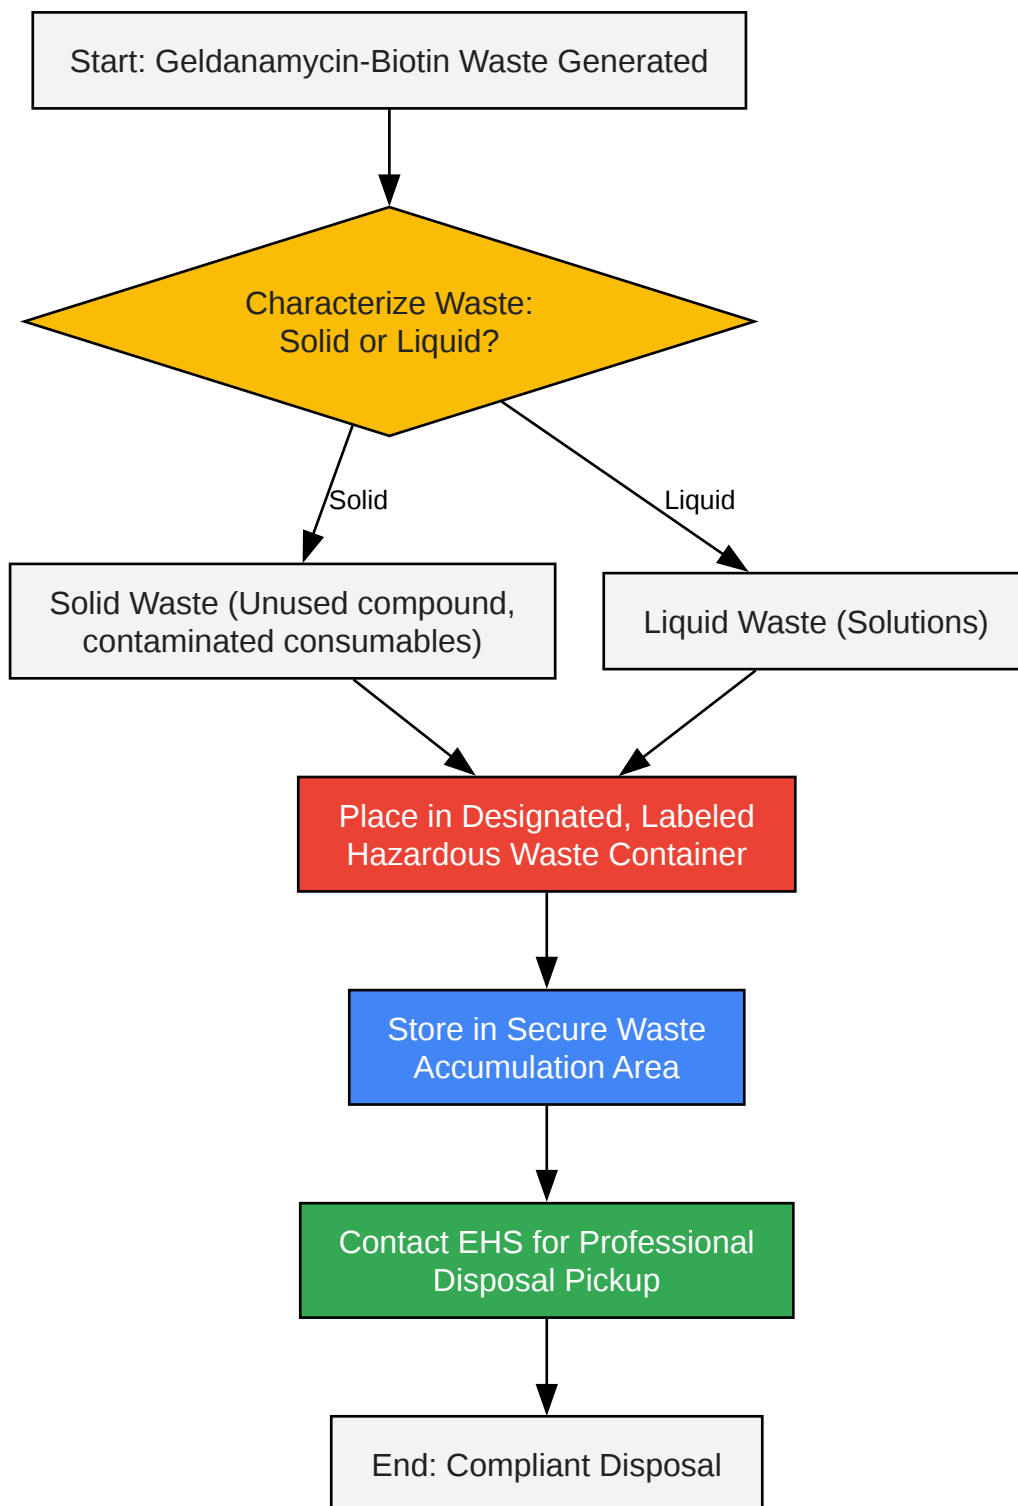 Start: Geldanamycin-Biotin Waste Generated
Characterize Waste:
Solid or Liquid?
Solid
Liquid
Solid Waste (Unused compound,
contaminated consumables)
Liquid Waste (Solutions)
Place in Designated, Labeled
Hazardous Waste Container
Store in Secure Waste
Accumulation Area
Contact EHS for Professional
Disposal Pickup
End: Compliant Disposal